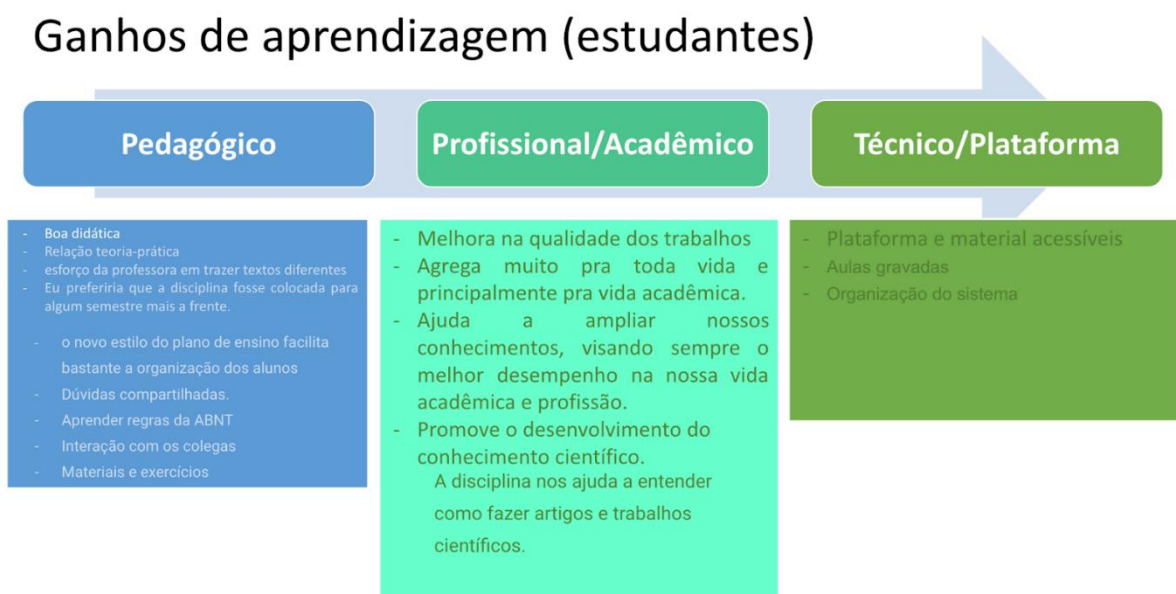 Ganhos de aprendizagem (estudantes)
Pedagógico
- Boa didática
- Relação teoria-prática
- esforço da professora em trazer textos diferentes
- Eu preferiria que a disciplina fosse colocada para
algum semestre mais a frente.
- o novo estilo do plano de ensino facilita
bastante a organização dos alunos
- Dúvidas compartilhadas.
- Aprender regras da ABNT
- Interação com os colegas
- Materiais e exercícios
Profissional/Acadêmico
- Melhora na qualidade dos trabalhos
- Agrega muito pra toda vida e
principalmente pra vida acadêmica.
- Ajuda a ampliar nossos
conhecimentos, visando sempre o
melhor desempenho na nossa vida
acadêmica e profissão.
- Promove o desenvolvimento do
conhecimento científico.
A disciplina nos ajuda a entender
como fazer artigos e trabalhos
científicos.
Técnico/Plataforma
- Plataforma e material acessíveis
- Aulas gravadas
- Organização do sistema